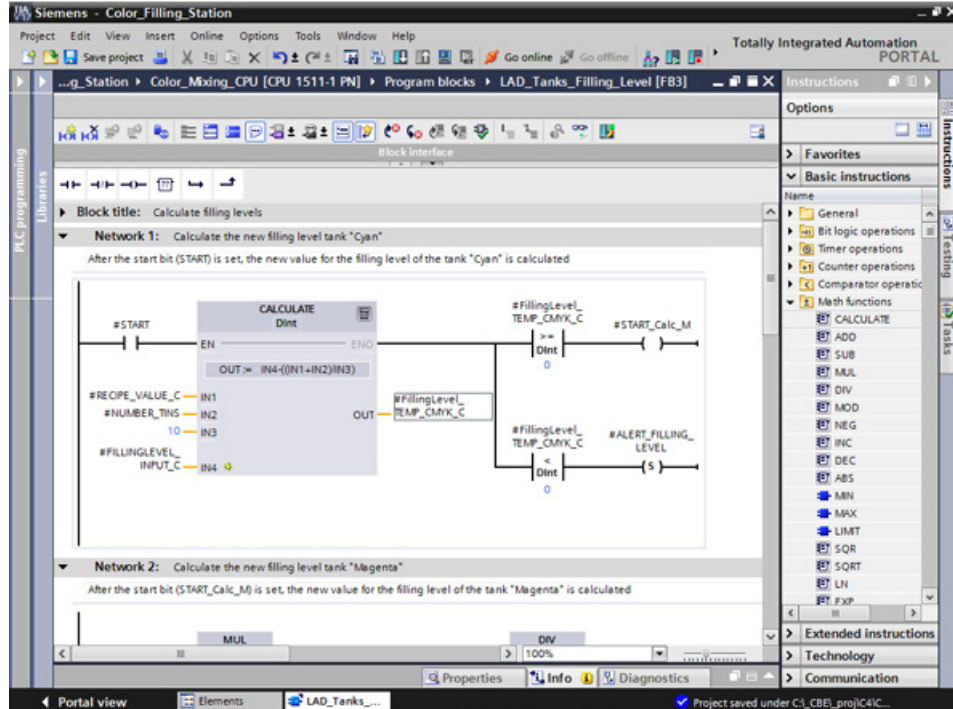 Siemens - Color_Filling_Station
Project Edit View Insert Online Options Tools Window Help
Totally Integrated Automation
PORTAL
Save project Go online Go offline
...g_Station Color_Mixing_CPU [CPU 1511-1 PN] Program blocks LAD_Tanks_Filling_Level [FB3]
Instructions
Options
Block interface
Favorites
Basic instructions
Name
General
Bit logic operations
Timer operations
Counter operations
Comparator operatic
Math functions
CALCULATE
ADD
SUB
MUL
DIV
MOD
NEG
INC
DEC
ABS
MIN
MAX
LIMIT
SQR
SQRT
LN
EXP
Extended instructions
Technology
Communication
PLC programming
Libraries
Instructions
Testing
Tasks
Block title: Calculate filling levels
Network 1: Calculate the new filling level tank "Cyan"
After the start bit (START) is set, the new value for the filling level of the tank "Cyan" is calculated
#START
CALCULATE
DInt
EN ENO
OUT := IN4-((IN1+IN2)/IN3)
#RECIPE_VALUE_C IN1
#NUMBER_TINS IN2
10 IN3
#FILLINGLEVEL_
INPUT_C IN4
OUT
#FillingLevel_
TEMP_CMYK_C
#FillingLevel_
TEMP_CMYK_C
>=
DInt
0
#START_Calc_M
#FillingLevel_
TEMP_CMYK_C
<
DInt
0
#ALERT_FILLING_
LEVEL
S
Network 2: Calculate the new filling level tank "Magenta"
After the start bit (START_Calc_M) is set, the new value for the filling level of the tank "Magenta" is calculated
MUL DIV
100%
Properties Info Diagnostics
Portal view Elements LAD_Tanks_...
Project saved under C:\_CBE\_proj\C4\C...